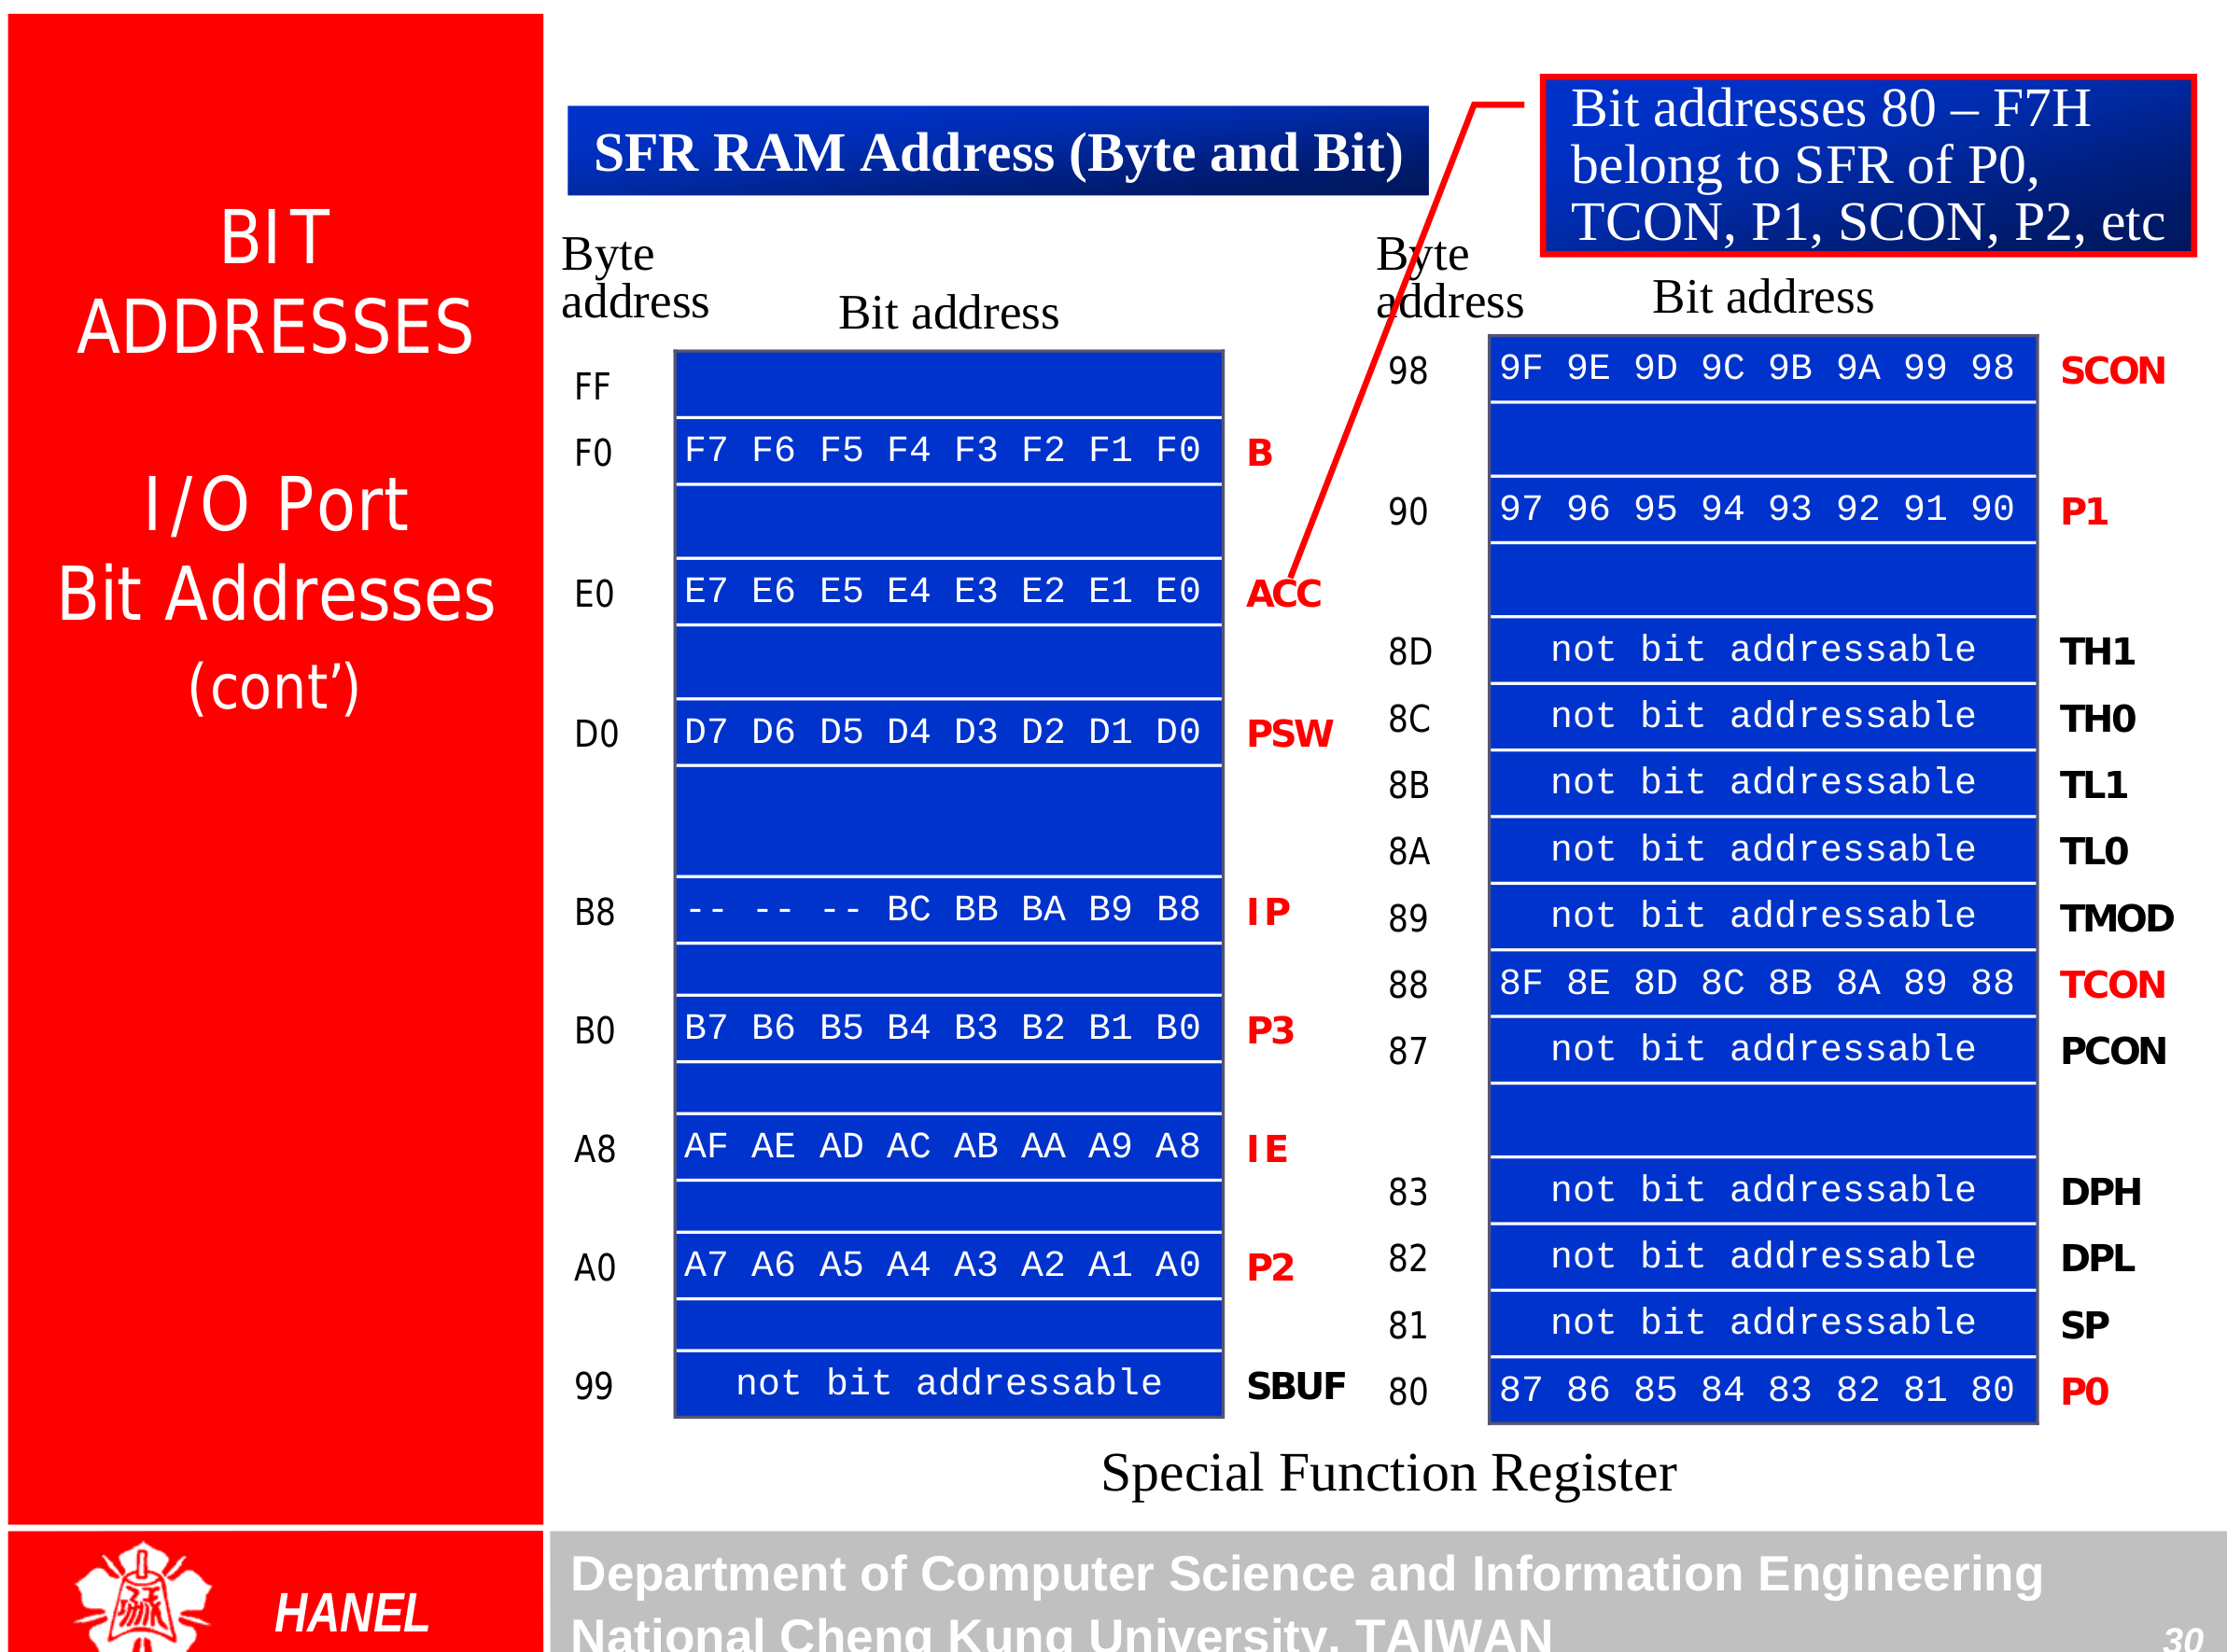 BIT
ADDRESSES
I/O Port
Bit Addresses
(cont’)
SFR RAM Address (Byte and Bit)
Bit addresses 80 – F7H
belong to SFR of P0,
TCON, P1, SCON, P2, etc
Byte
address
Bit address
FF
F0 F7 F6 F5 F4 F3 F2 F1 F0 B
E0 E7 E6 E5 E4 E3 E2 E1 E0 ACC
D0 D7 D6 D5 D4 D3 D2 D1 D0 PSW
B8 -- -- -- BC BB BA B9 B8 IP
B0 B7 B6 B5 B4 B3 B2 B1 B0 P3
A8 AF AE AD AC AB AA A9 A8 IE
A0 A7 A6 A5 A4 A3 A2 A1 A0 P2
99 not bit addressable SBUF
Byte
address
Bit address
98 9F 9E 9D 9C 9B 9A 99 98 SCON
90 97 96 95 94 93 92 91 90 P1
8D not bit addressable TH1
8C not bit addressable TH0
8B not bit addressable TL1
8A not bit addressable TL0
89 not bit addressable TMOD
88 8F 8E 8D 8C 8B 8A 89 88 TCON
87 not bit addressable PCON
83 not bit addressable DPH
82 not bit addressable DPL
81 not bit addressable SP
80 87 86 85 84 83 82 81 80 P0
Special Function Register
HANEL
Department of Computer Science and Information Engineering
National Cheng Kung University, TAIWAN
30